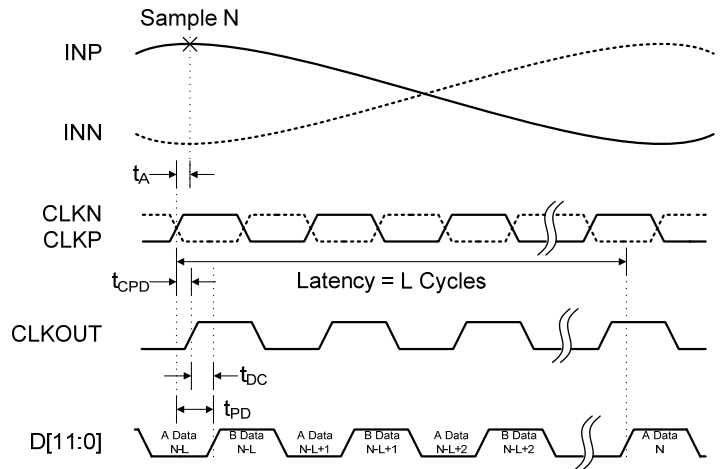 Sample N
INP
INN
tA
CLKN
CLKP
Latency = L Cycles
tCPD
CLKOUT
tDC
tPD
D[11:0]
A Data N-L
B Data N-L
A Data N-L+1
B Data N-L+1
A Data N-L+2
B Data N-L+2
A Data N